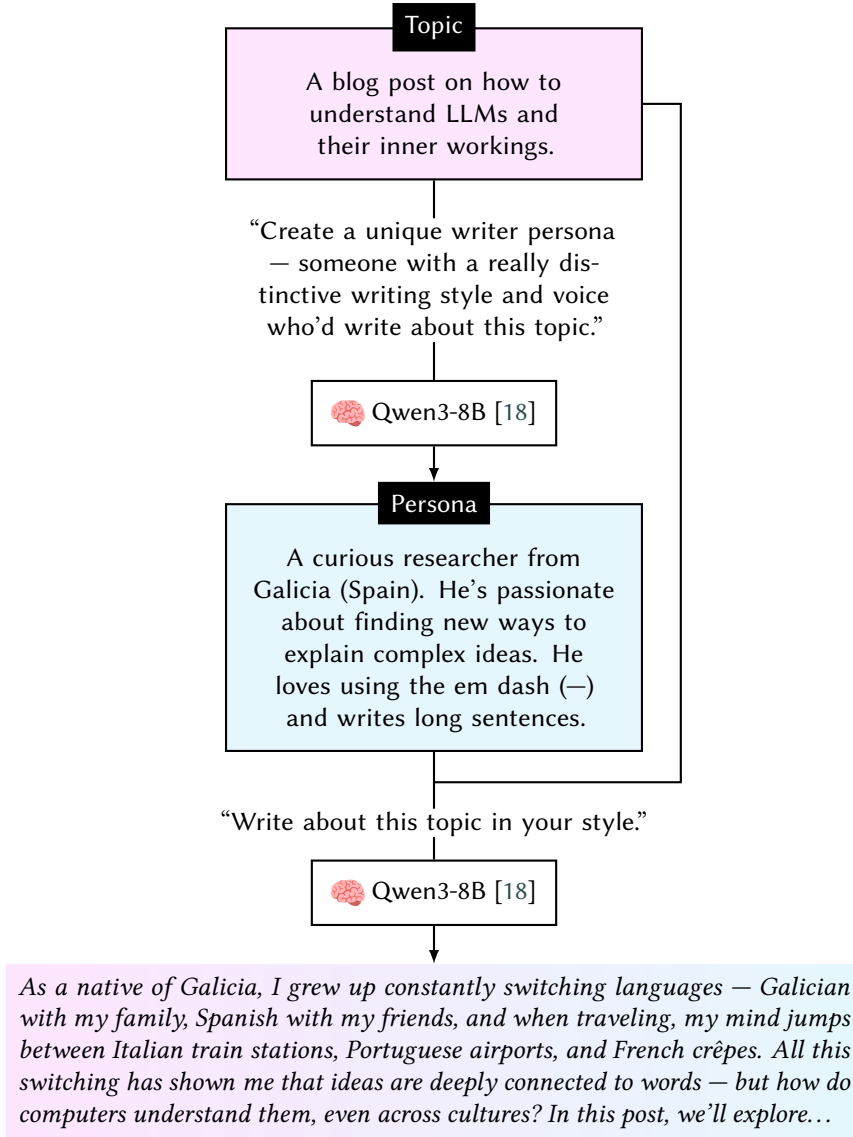 Topic
A blog post on how to
understand LLMs and
their inner workings.
“Create a unique writer persona
— someone with a really dis-
tinctive writing style and voice
who’d write about this topic.”
Qwen3-8B [18]
Persona
A curious researcher from
Galicia (Spain). He’s passionate
about finding new ways to
explain complex ideas. He
loves using the em dash (—)
and writes long sentences.
“Write about this topic in your style.”
Qwen3-8B [18]
As a native of Galicia, I grew up constantly switching languages — Galician
with my family, Spanish with my friends, and when traveling, my mind jumps
between Italian train stations, Portuguese airports, and French crêpes. All this
switching has shown me that ideas are deeply connected to words — but how do
computers understand them, even across cultures? In this post, we’ll explore…